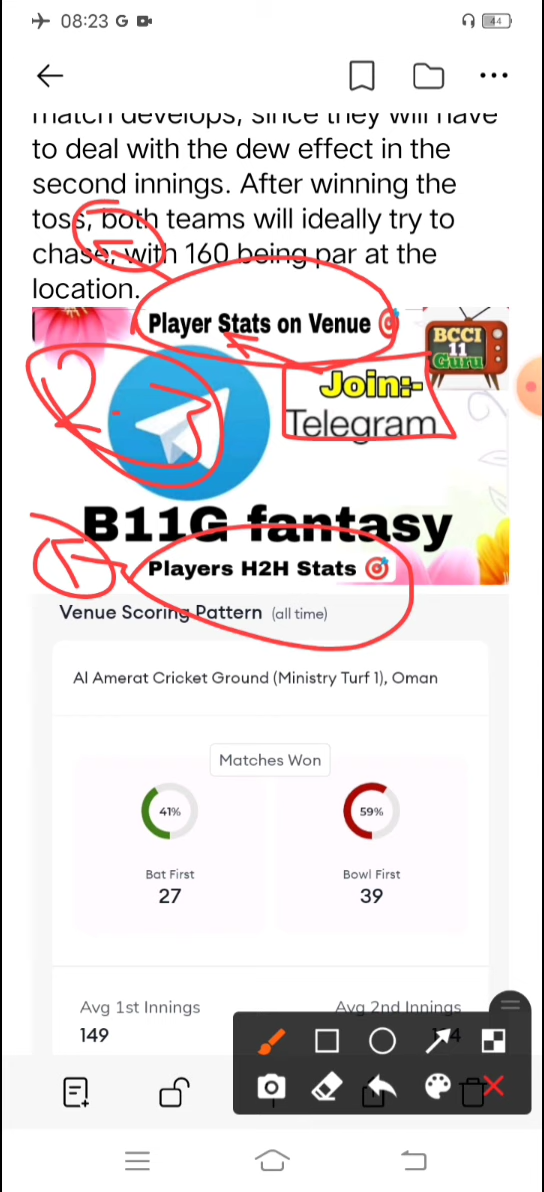 08:23 G
44
match develops, since they will have
to deal with the dew effect in the
second innings. After winning the
toss, both teams will ideally try to
chase, with 160 being par at the
location.
Player Stats on Venue
BCCI
11
Guru
Join:-
Telegram
B11G fantasy
Players H2H Stats
Venue Scoring Pattern (all time)
Al Amerat Cricket Ground (Ministry Turf 1), Oman
Matches Won
41%
59%
Bat First
Bowl First
27
39
Avg 1st Innings
Avg 2nd Innings
149